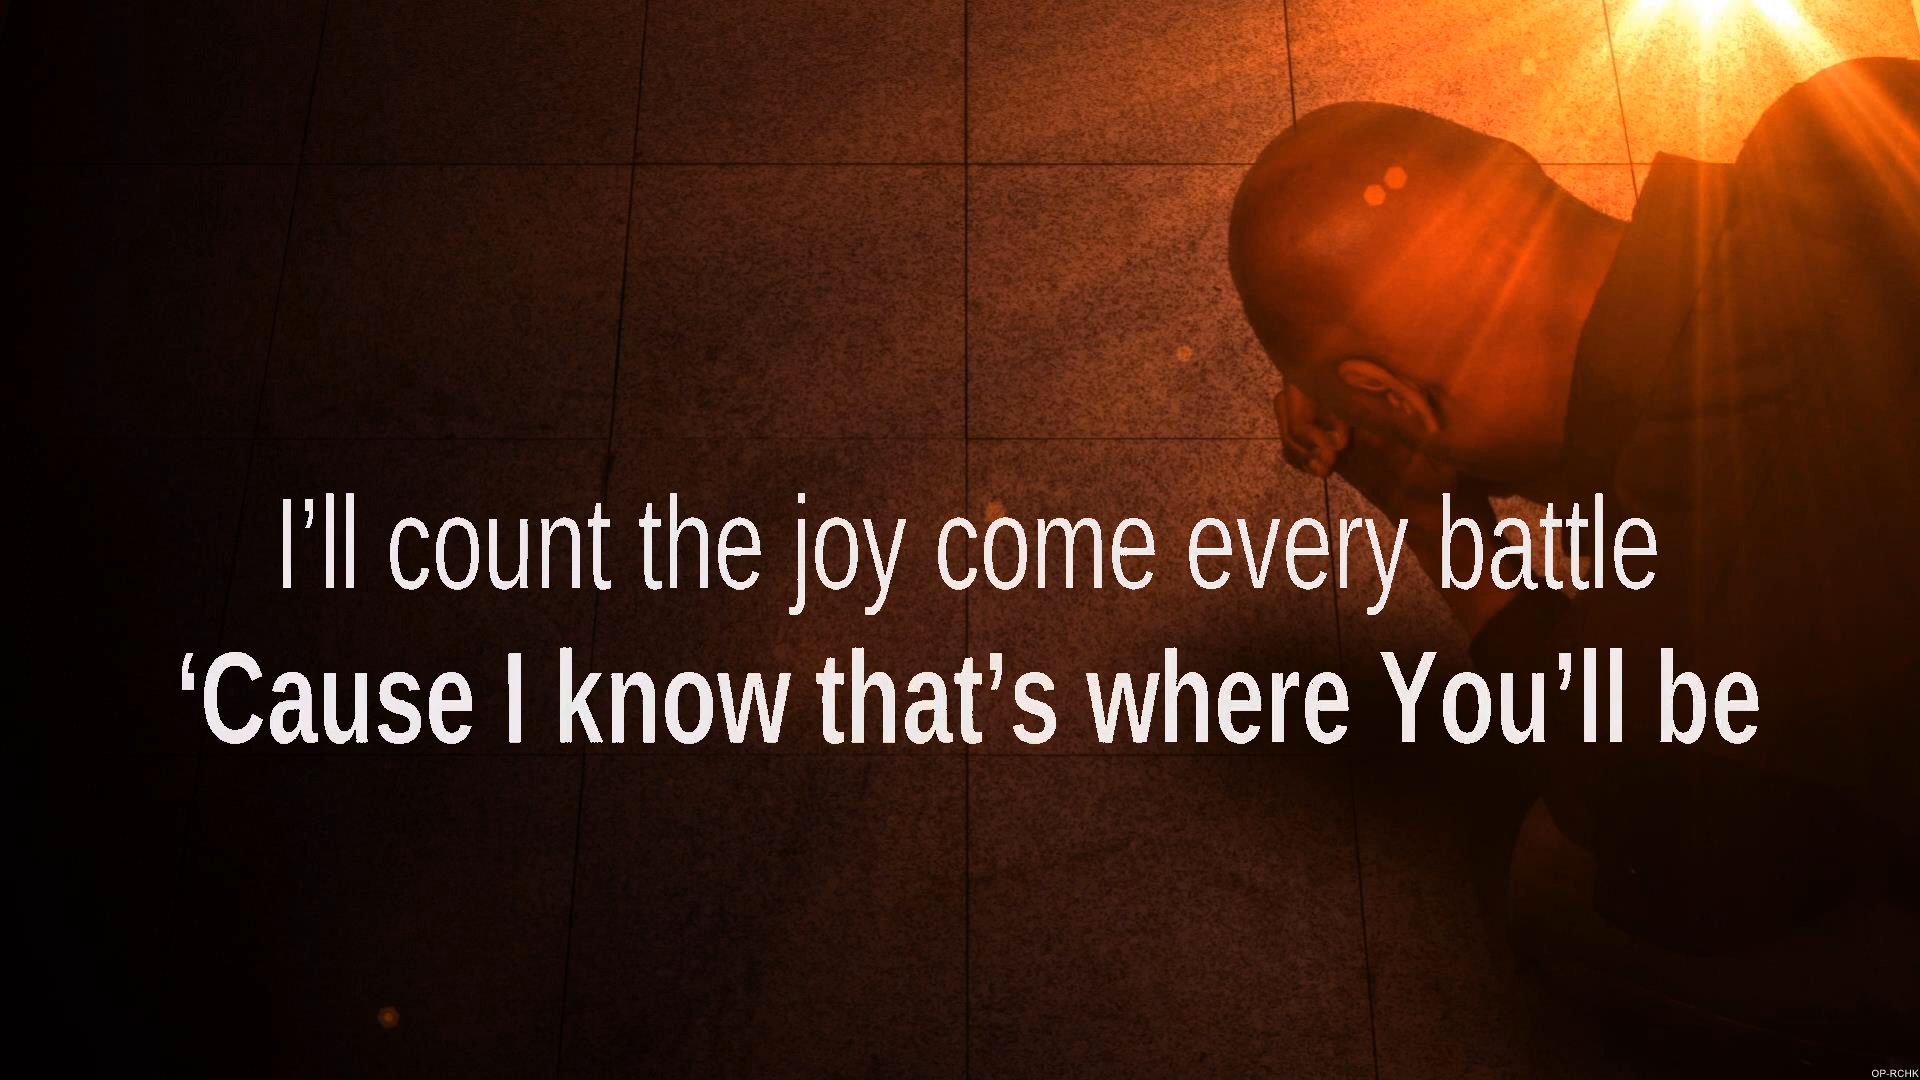 I’ll count the joy come every battle
‘Cause I know that’s where You’ll be
OP-RCHK